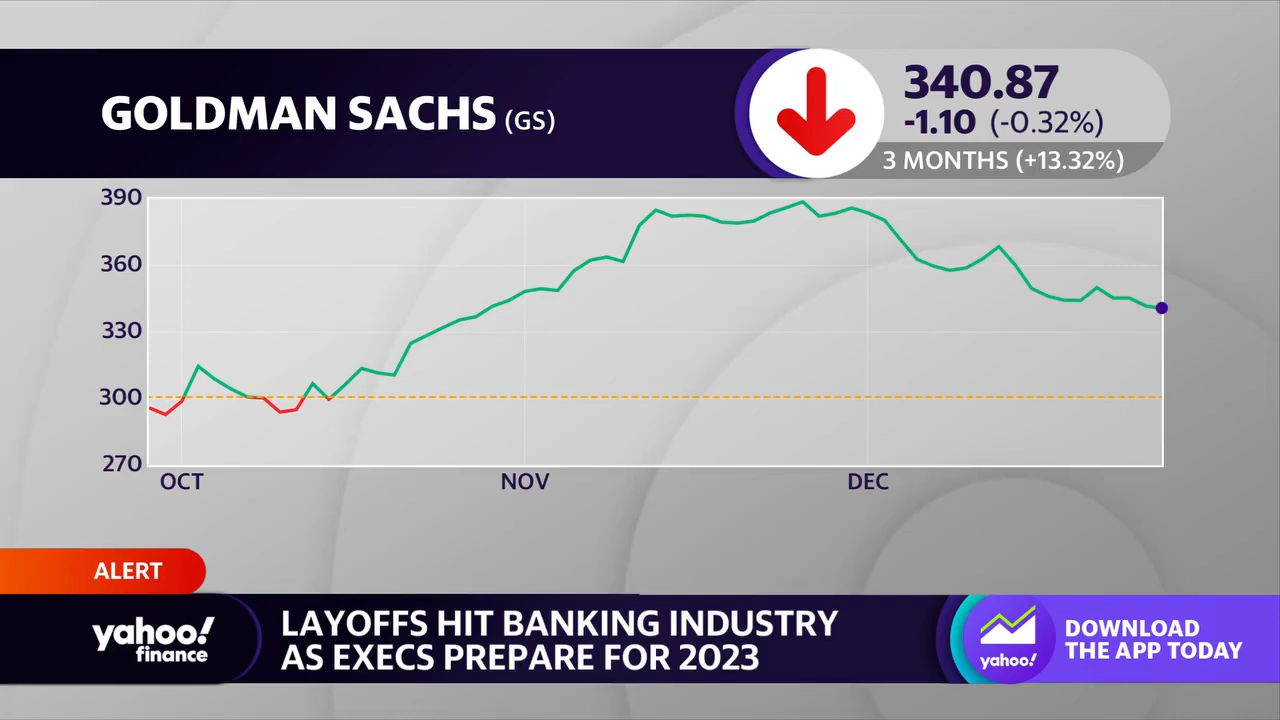 GOLDMAN SACHS (GS)
340.87
-1.10 (-0.32%)
3 MONTHS (+13.32%)
390
360
330
300
270
OCT NOV DEC
ALERT
yahoo!
finance
LAYOFFS HIT BANKING INDUSTRY
AS EXECS PREPARE FOR 2023
yahoo!
DOWNLOAD
THE APP TODAY